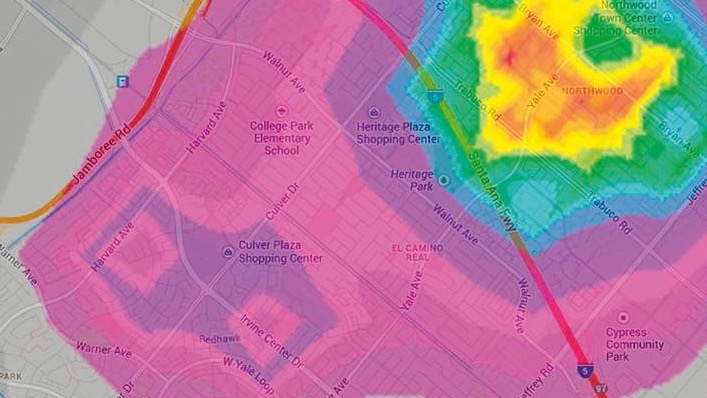 Northwood
Town Center
Shopping Center
Bryan Ave
Walnut Ave
Trabuco Rd
Yale Ave
NORTHWOOD
Jamboree Rd
Harvard Ave
College Park
Elementary
School
Heritage Plaza
Shopping Center
Bryan Ave
Heritage
Park
Santa Ana Fwy
Culver Dr
Walnut Ave
Trabuco Rd
Jeffrey
Harvard Ave
Culver Plaza
Shopping Center
EL CAMINO
REAL
Warner Ave
Yale Ave
Walnut Ave
Redhawk
Irvine Center Dr
Cypress
Community
Park
Warner Ave
W Yale Loop
Jeffrey Rd
5
PARK
Dr
Ave